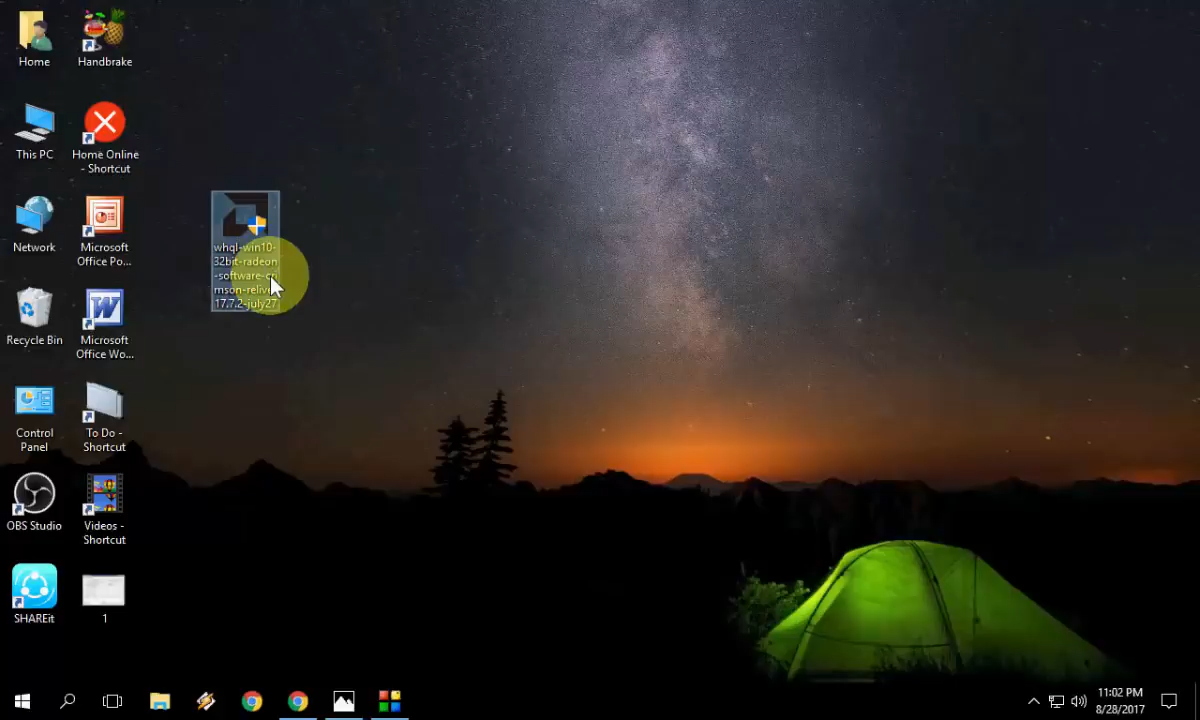 Home
Handbrake
This PC
Home Online
- Shortcut
Network
Microsoft
Office Po...
Recycle Bin
Microsoft
Office Wo...
Control
Panel
To Do -
Shortcut
OBS Studio
Videos -
Shortcut
SHAREit
1
whql-win10-
32bit-radeon
-software-cri
mson-relive-
17.7.2-july27
11:02 PM
8/28/2017